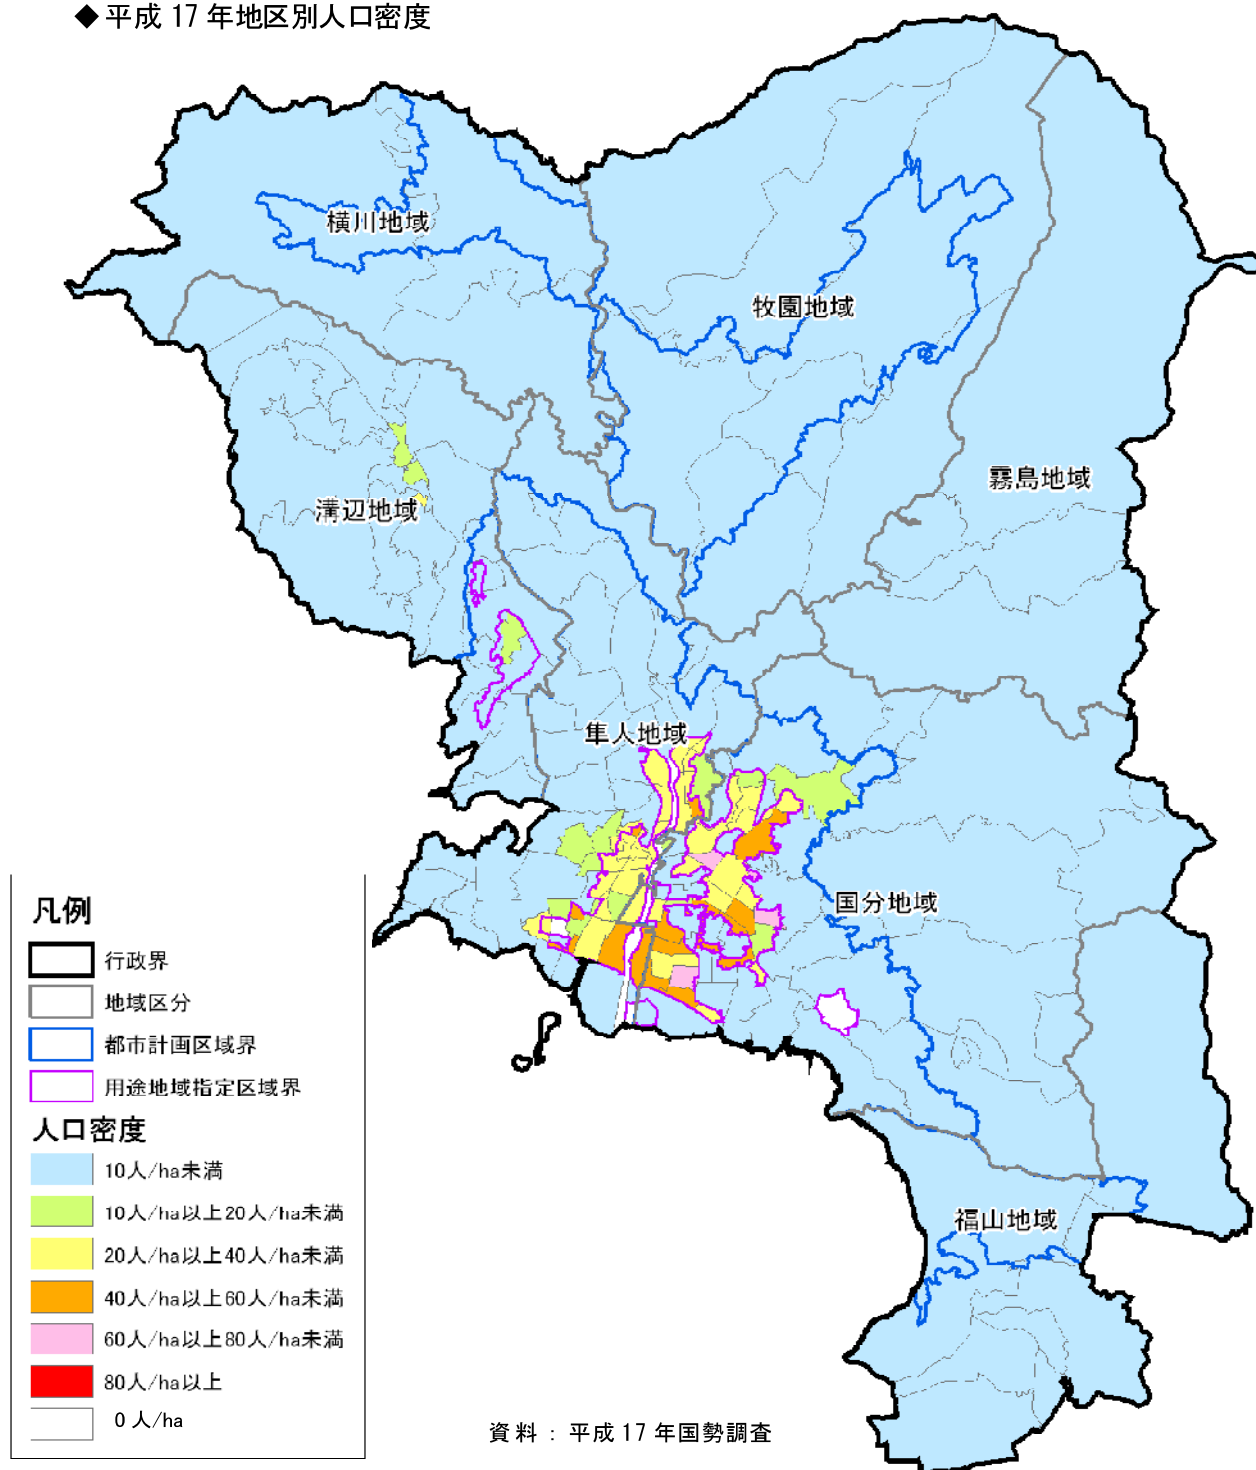 ◆ 平成 17 年地区別人口密度
横川地域
牧園地域
霧島地域
溝辺地域
隼人地域
国分地域
福山地域
凡例
行政界
地域区分
都市計画区域界
用途地域指定区域界
人口密度
10人/ha未満
10人/ha以上20人/ha未満
20人/ha以上40人/ha未満
40人/ha以上60人/ha未満
60人/ha以上80人/ha未満
80人/ha以上
0 人/ha
資料 : 平成 17 年国勢調査